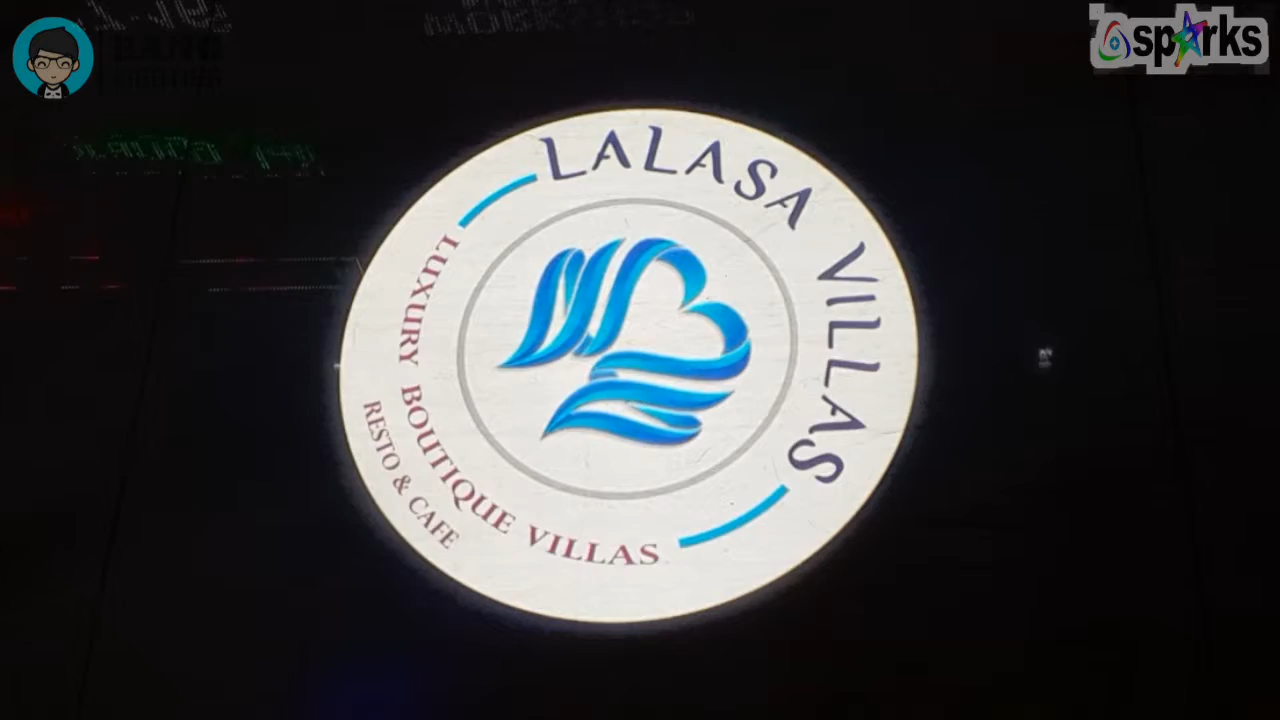 sparks
LALASA VILLAS
LUXURY BOUTIQUE VILLAS
RESTO & CAFE